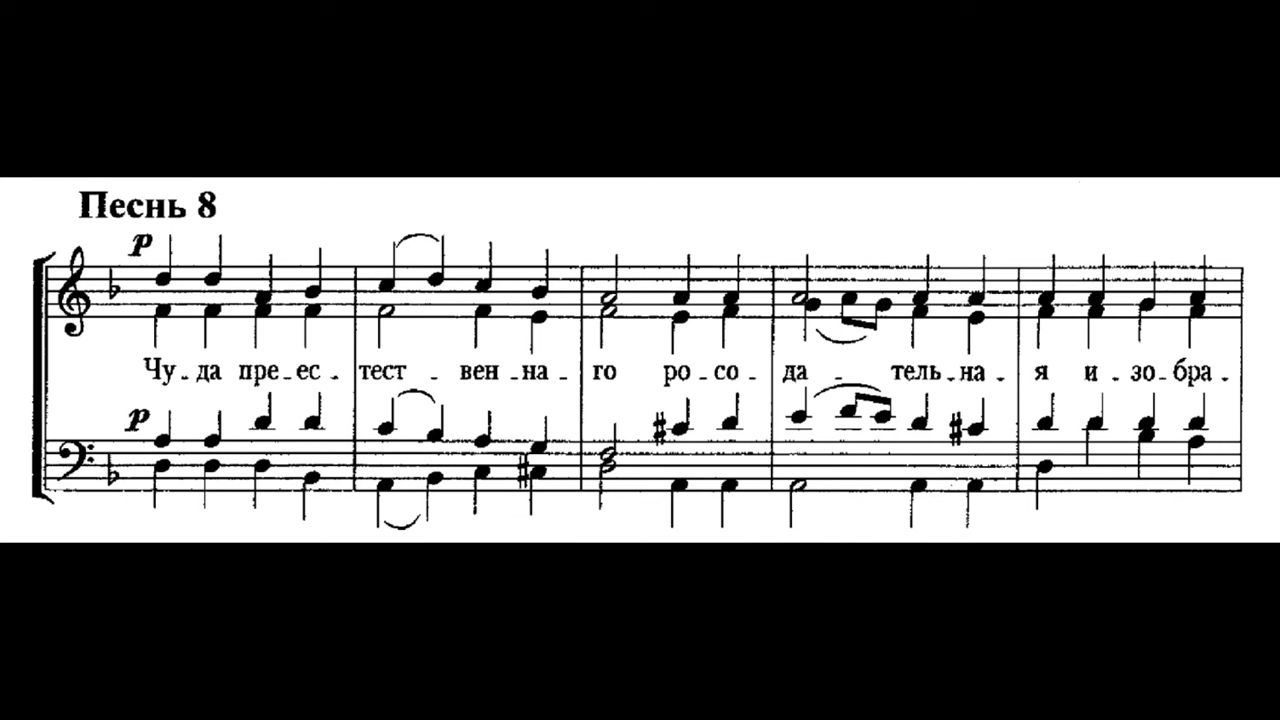 Песнь 8
p
Чу - да пре - ес - тест - вен - на - го ро - со - да - тель - на - я и - зо - бра -
p